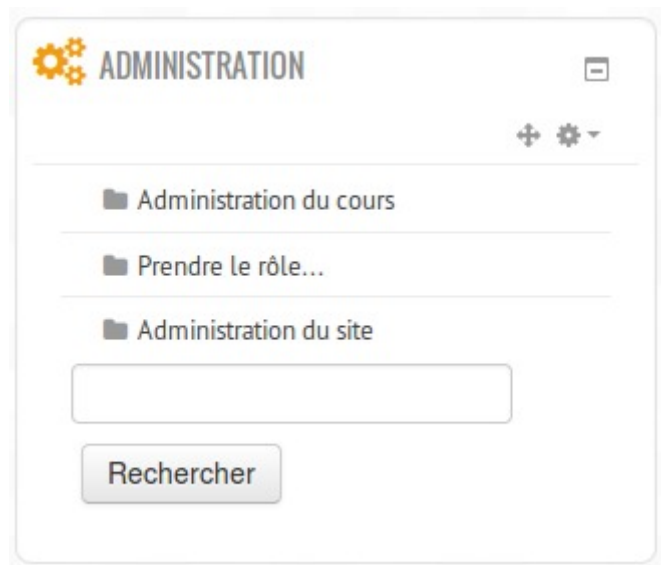 ADMINISTRATION
Administration du cours
Prendre le rôle...
Administration du site
Rechercher